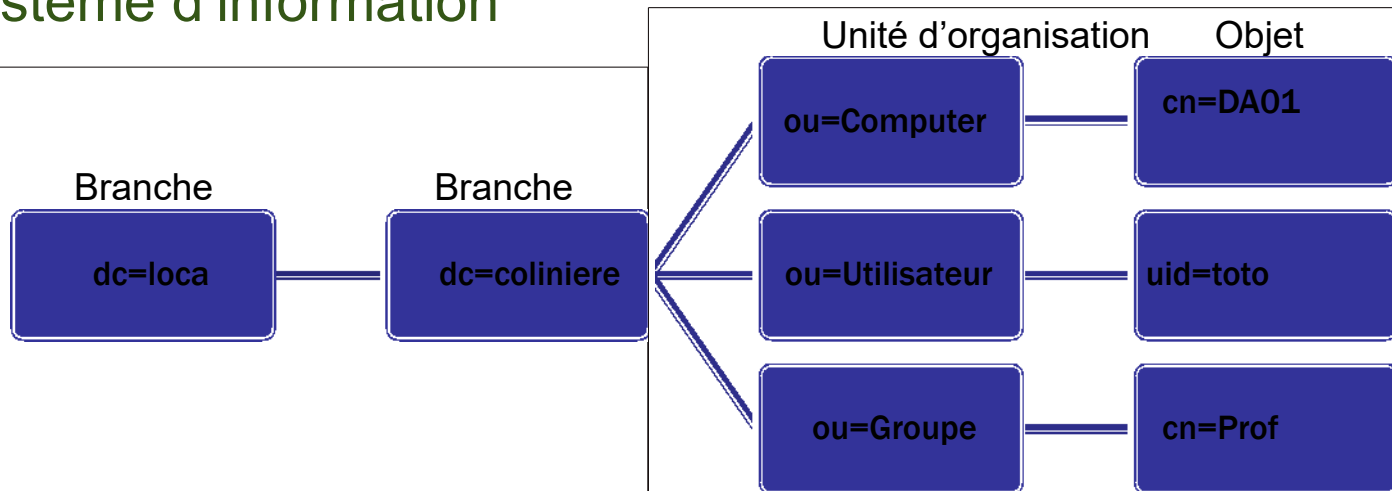 stème d'information
Unité d'organisation
Objet
ou=Computer
cn=DA01
Branche
Branche
dc=loca
dc=coliniere
ou=Utilisateur
uid=toto
ou=Groupe
cn=Prof